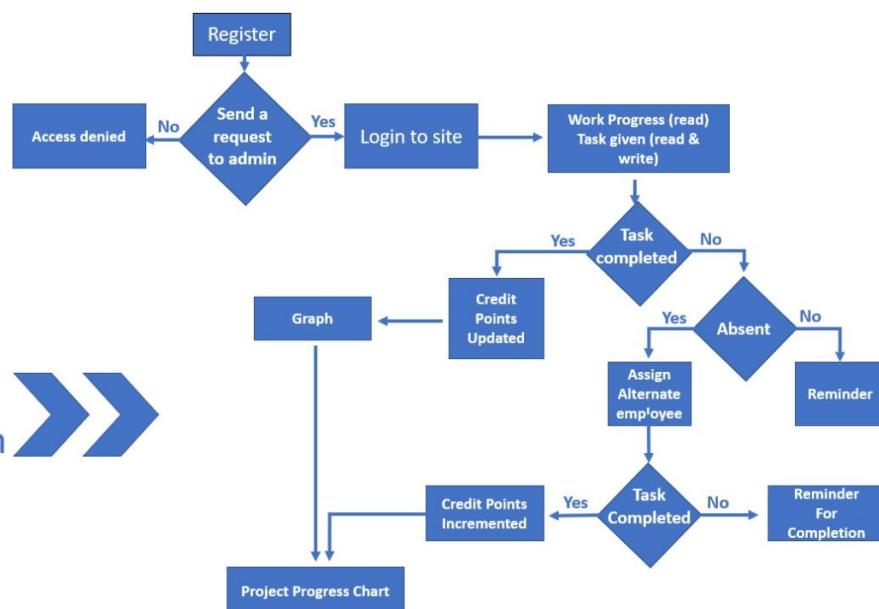 Register
Send a
request
to admin
No
Yes
Access denied
Login to site
Work Progress (read)
Task given (read &
write)
Task
completed
Yes
No
Credit
Points
Updated
Graph
Absent
Yes
No
Assign
Alternate
employee
Reminder
Task
Completed
Yes
No
Credit Points
Incremented
Reminder
For
Completion
Project Progress Chart